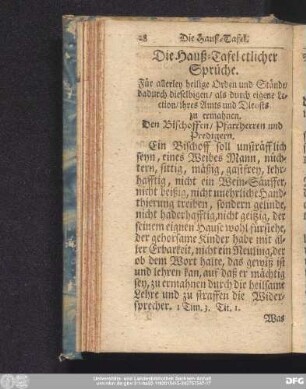 28 Die Hauß-Tafel.
Die Hauß-Tafel etlicher
Sprüche.
Für allerley heilige Orden und Stände/
dadurch dieselbigen/ als durch eigene Le-
ction/ ihres Amts und Diensts
zu ermahnen.
Den Bischoffen/ Pfarrherren und
Predigern.
Ein Bischoff soll unsträfflich
seyn, eines Weibes Mann, nüch-
tern, sittig, mäßig, gastfrey, lehr-
hafftig, nicht ein Wein-Säuffer,
nicht beißig, nicht unehrliche Hand-
thierung treiben, sondern gelinde,
nicht haderhafftig, nicht geitzig, der
seinem eignen Hause wohl fürstehe,
der gehorsame Kinder habe mit al-
ler Erbarkeit, nicht ein Neuling, der
ob dem Wort halte, das gewiß ist
und lehren kan, auf daß er mächtig
sey, zu ermahnen durch die heilsame
Lehre und zu straffen die Wider-
sprecher. 1 Tim. 3. Tit. 1.
Was